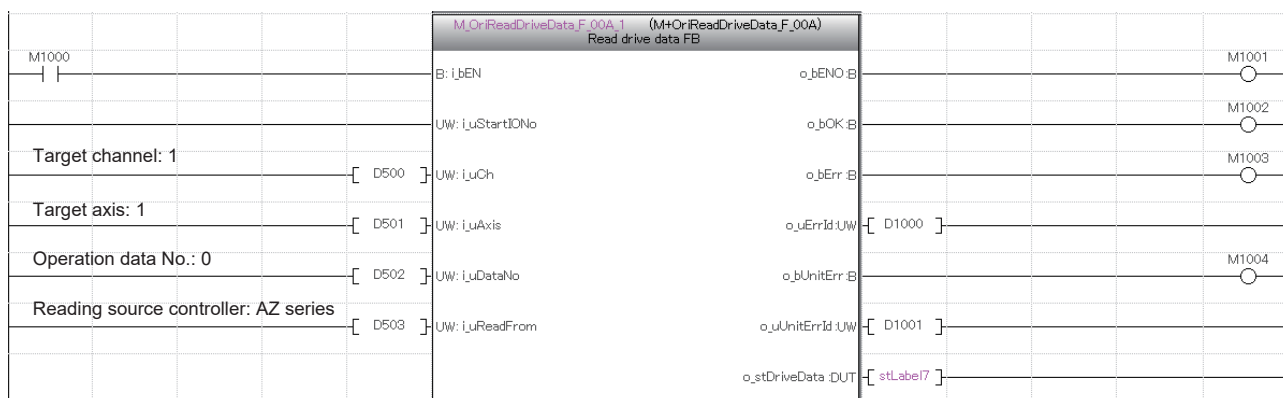 M_OriReadDriveData_F_00A_1 (M+OriReadDriveData_F_00A)
Read drive data FB
M1000
B: i_bEN
o_bENO:B
M1001
UW: i_uStartIONo
o_bOK:B
M1002
Target channel: 1
D500
UW: i_uCh
o_bErr:B
M1003
Target axis: 1
D501
UW: i_uAxis
o_uErrId:UW
D1000
Operation data No.: 0
D502
UW: i_uDataNo
o_bUnitErr:B
M1004
Reading source controller: AZ series
D503
UW: i_uReadFrom
o_uUnitErrId:UW
D1001
o_stDriveData:DUT
stLabel7